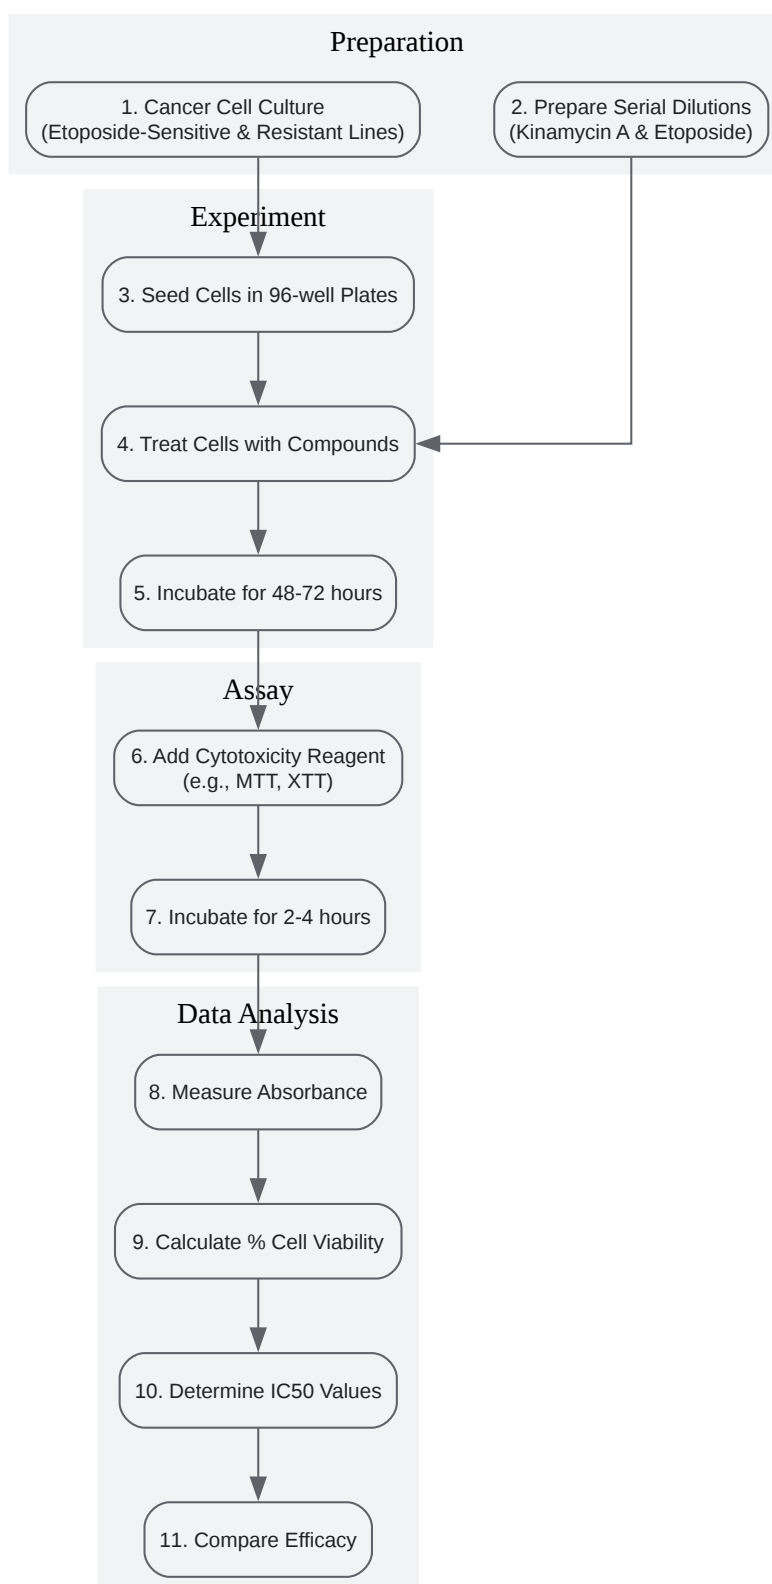 Preparation
1. Cancer Cell Culture
(Etoposide-Sensitive & Resistant Lines)
2. Prepare Serial Dilutions
(Kinamycin A & Etoposide)
Experiment
3. Seed Cells in 96-well Plates
4. Treat Cells with Compounds
5. Incubate for 48-72 hours
Assay
6. Add Cytotoxicity Reagent
(e.g., MTT, XTT)
7. Incubate for 2-4 hours
Data Analysis
8. Measure Absorbance
9. Calculate % Cell Viability
10. Determine IC50 Values
11. Compare Efficacy